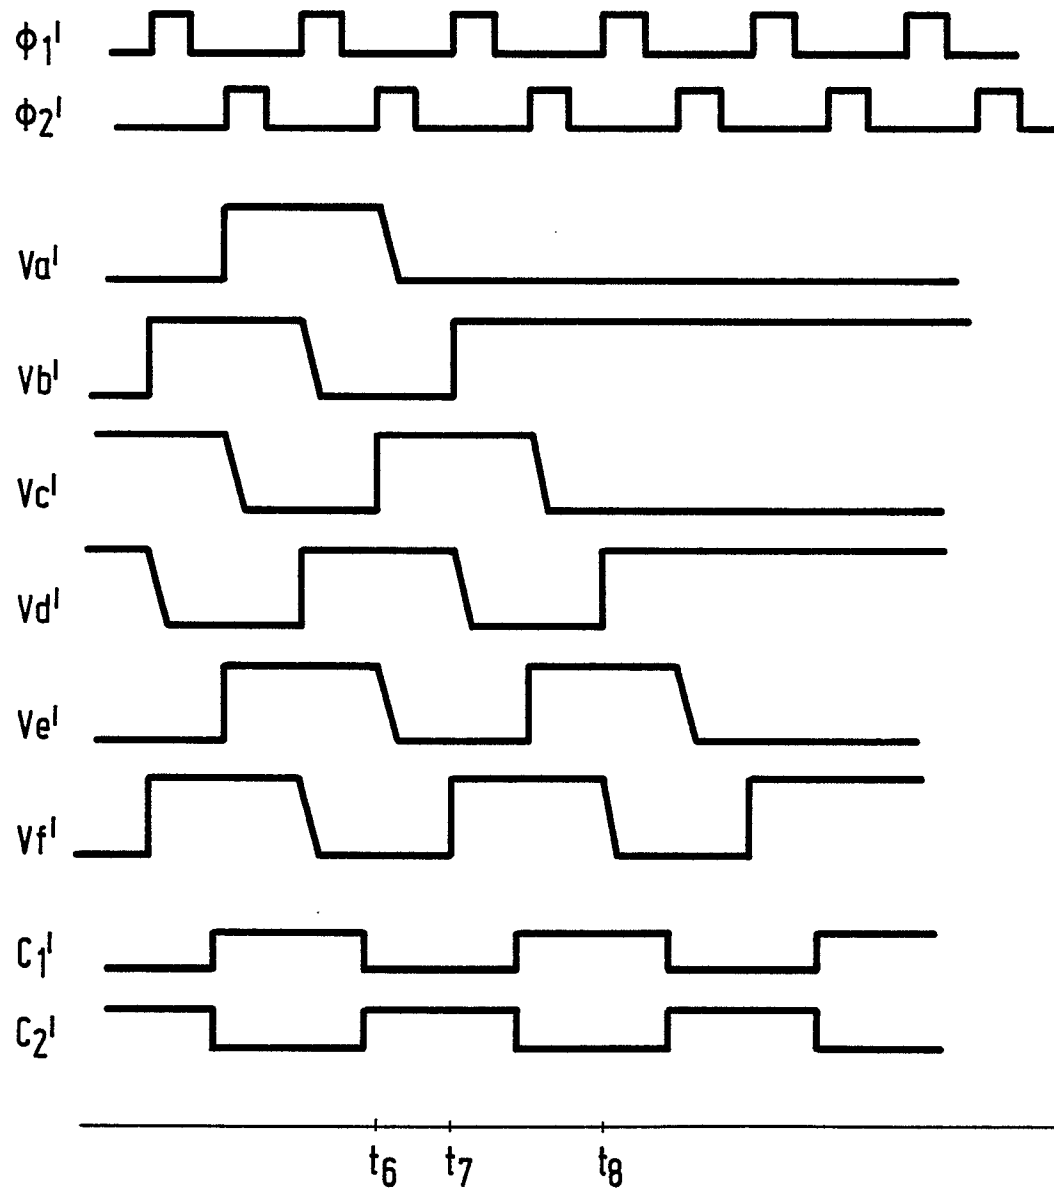 ϕ₁'
ϕ₂'
Va'
Vb'
Vc'
Vd'
Ve'
Vf'
C₁'
C₂'
t₆ t₇ t₈